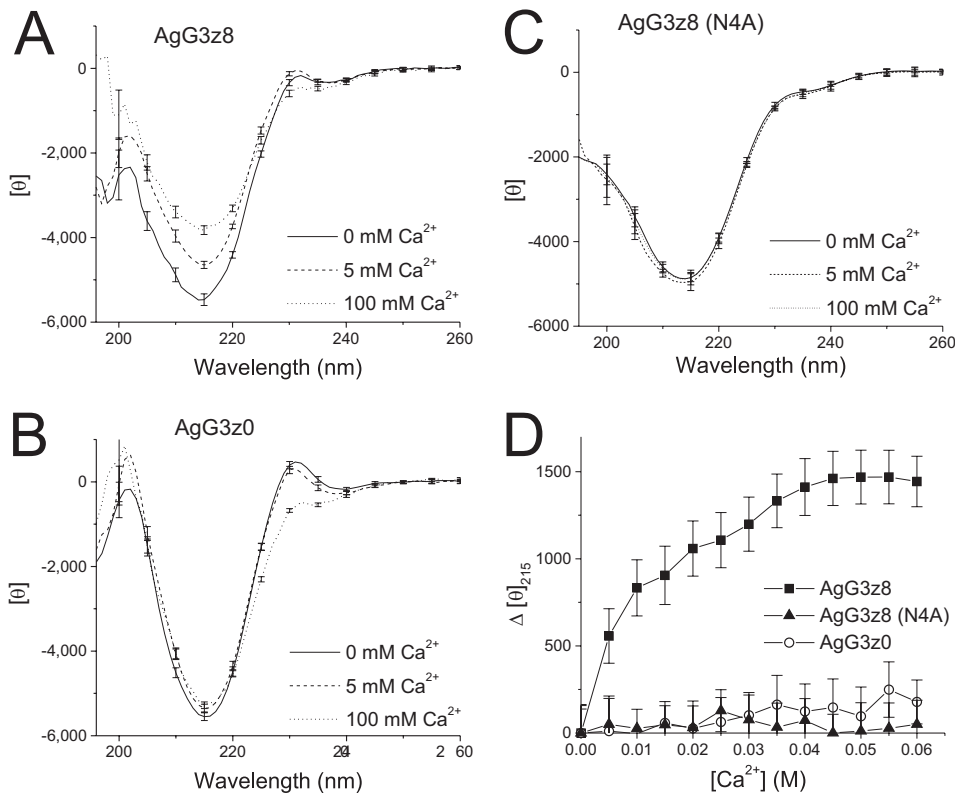 A
AgG3z8
0
-2,000
-4,000
-6,000
[θ]
0 mM Ca²⁺
5 mM Ca²⁺
100 mM Ca²⁺
200
220
240
260
Wavelength (nm)
C
AgG3z8 (N4A)
0
-2000
-4000
-6000
[θ]
0 mM Ca²⁺
5 mM Ca²⁺
100 mM Ca²⁺
200
220
240
260
Wavelength (nm)
B
AgG3z0
0
-2,000
-4,000
-6,000
[θ]
0 mM Ca²⁺
5 mM Ca²⁺
100 mM Ca²⁺
200
220
240
2 60
Wavelength (nm)
D
1500
1000
500
0
Δ [θ]₂₁₅
AgG3z8
AgG3z8 (N4A)
AgG3z0
0.00
0.01
0.02
0.03
0.04
0.05
0.06
[Ca²⁺] (M)